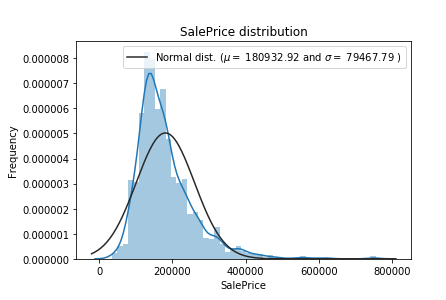 SalePrice distribution
Normal dist. (μ= 180932.92 and σ= 79467.79 )
0.000008
0.000007
0.000006
0.000005
0.000004
0.000003
0.000002
0.000001
0.000000
Frequency
0 200000 400000 600000 800000
SalePrice